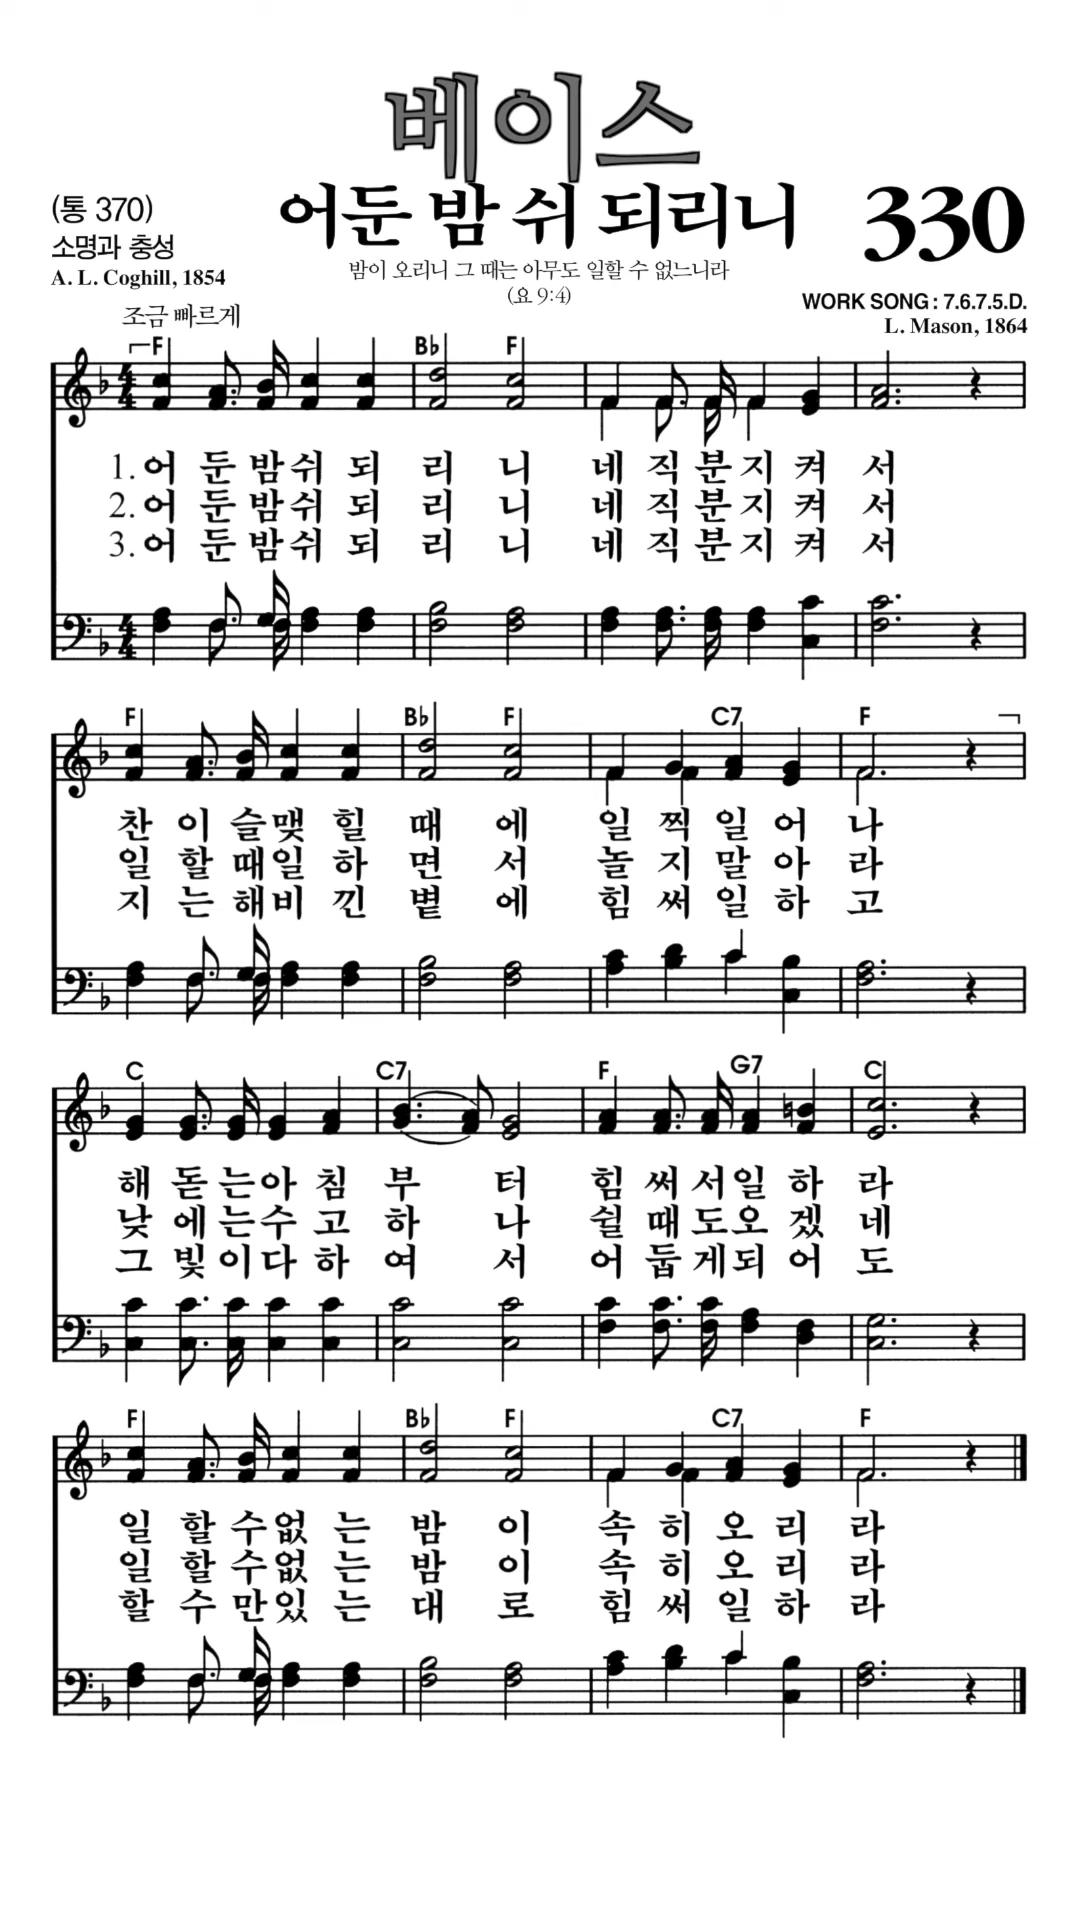 베이스
(통 370)
어둔 밤 쉬 되리니
330
소명과 충성
A. L. Coghill, 1854
밤이 오리니 그 때는 아무도 일할 수 없느니라
(요 9:4)
WORK SONG : 7.6.7.5.D.
L. Mason, 1864
조금 빠르게
F B♭ F
1. 어 둔 밤 쉬 되 리 니 네 직 분 지 켜 서
2. 어 둔 밤 쉬 되 리 니 네 직 분 지 켜 서
3. 어 둔 밤 쉬 되 리 니 네 직 분 지 켜 서
F B♭ F C7 F
찬 이 슬 맺 힐 때 에 일 찍 일 어 나
일 할 때 일 하 면 서 놀 지 말 아 라
지 는 해 비 낀 볕 에 힘 써 일 하 고
C C7 F G7 C
해 돋 는 아 침 부 터 힘 써 서 일 하 라
낮 에 는 수 고 하 나 쉴 때 도 오 겠 네
그 빛 이 다 하 여 서 어 둡 게 되 어 도
F B♭ F C7 F
일 할 수 없 는 밤 이 속 히 오 리 라
일 할 수 없 는 밤 이 속 히 오 리 라
할 수 만 있 는 대 로 힘 써 일 하 라